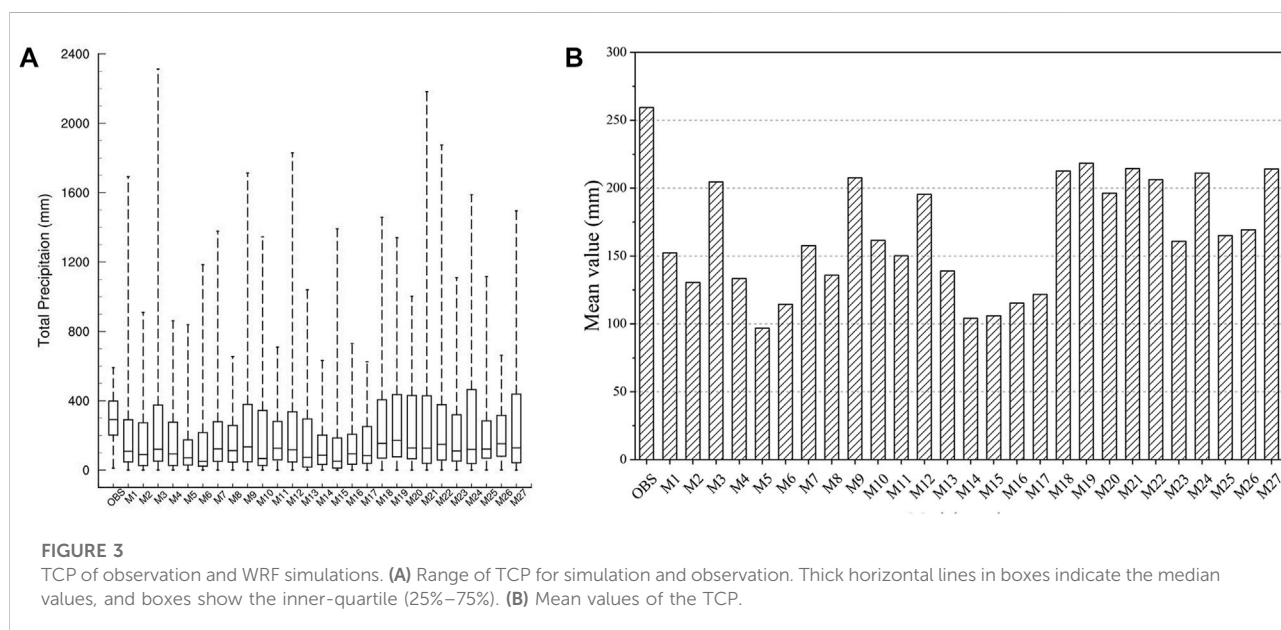 A
2400
2000
1600
1200
800
400
0
Total Precipitaion (mm)
OBS M1 M2 M3 M4 M5 M6 M7 M8 M9 M10 M11 M12 M13 M14 M15 M16 M17 M18 M19 M20 M21 M22 M23 M24 M25 M26 M27
B
300
250
200
150
100
50
0
Mean value (mm)
OBS M1 M2 M3 M4 M5 M6 M7 M8 M9 M10 M11 M12 M13 M14 M15 M16 M17 M18 M19 M20 M21 M22 M23 M24 M25 M26 M27
FIGURE 3
TCP of observation and WRF simulations. (A) Range of TCP for simulation and observation. Thick horizontal lines in boxes indicate the median
values, and boxes show the inner-quartile (25%–75%). (B) Mean values of the TCP.